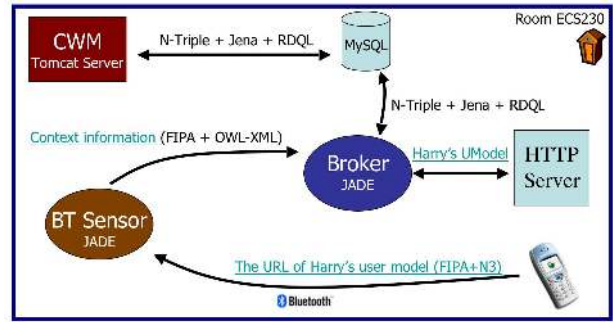 Room ECS230
CWM
Tomcat Server
N-Triple + Jena + RDQL
MySQL
N-Triple + Jena + RDQL
Context information (FIPA + OWL-XML)
Broker
JADE
Harry's UModel
HTTP
Server
BT Sensor
JADE
The URL of Harry's user model (FIPA+N3)
Bluetooth